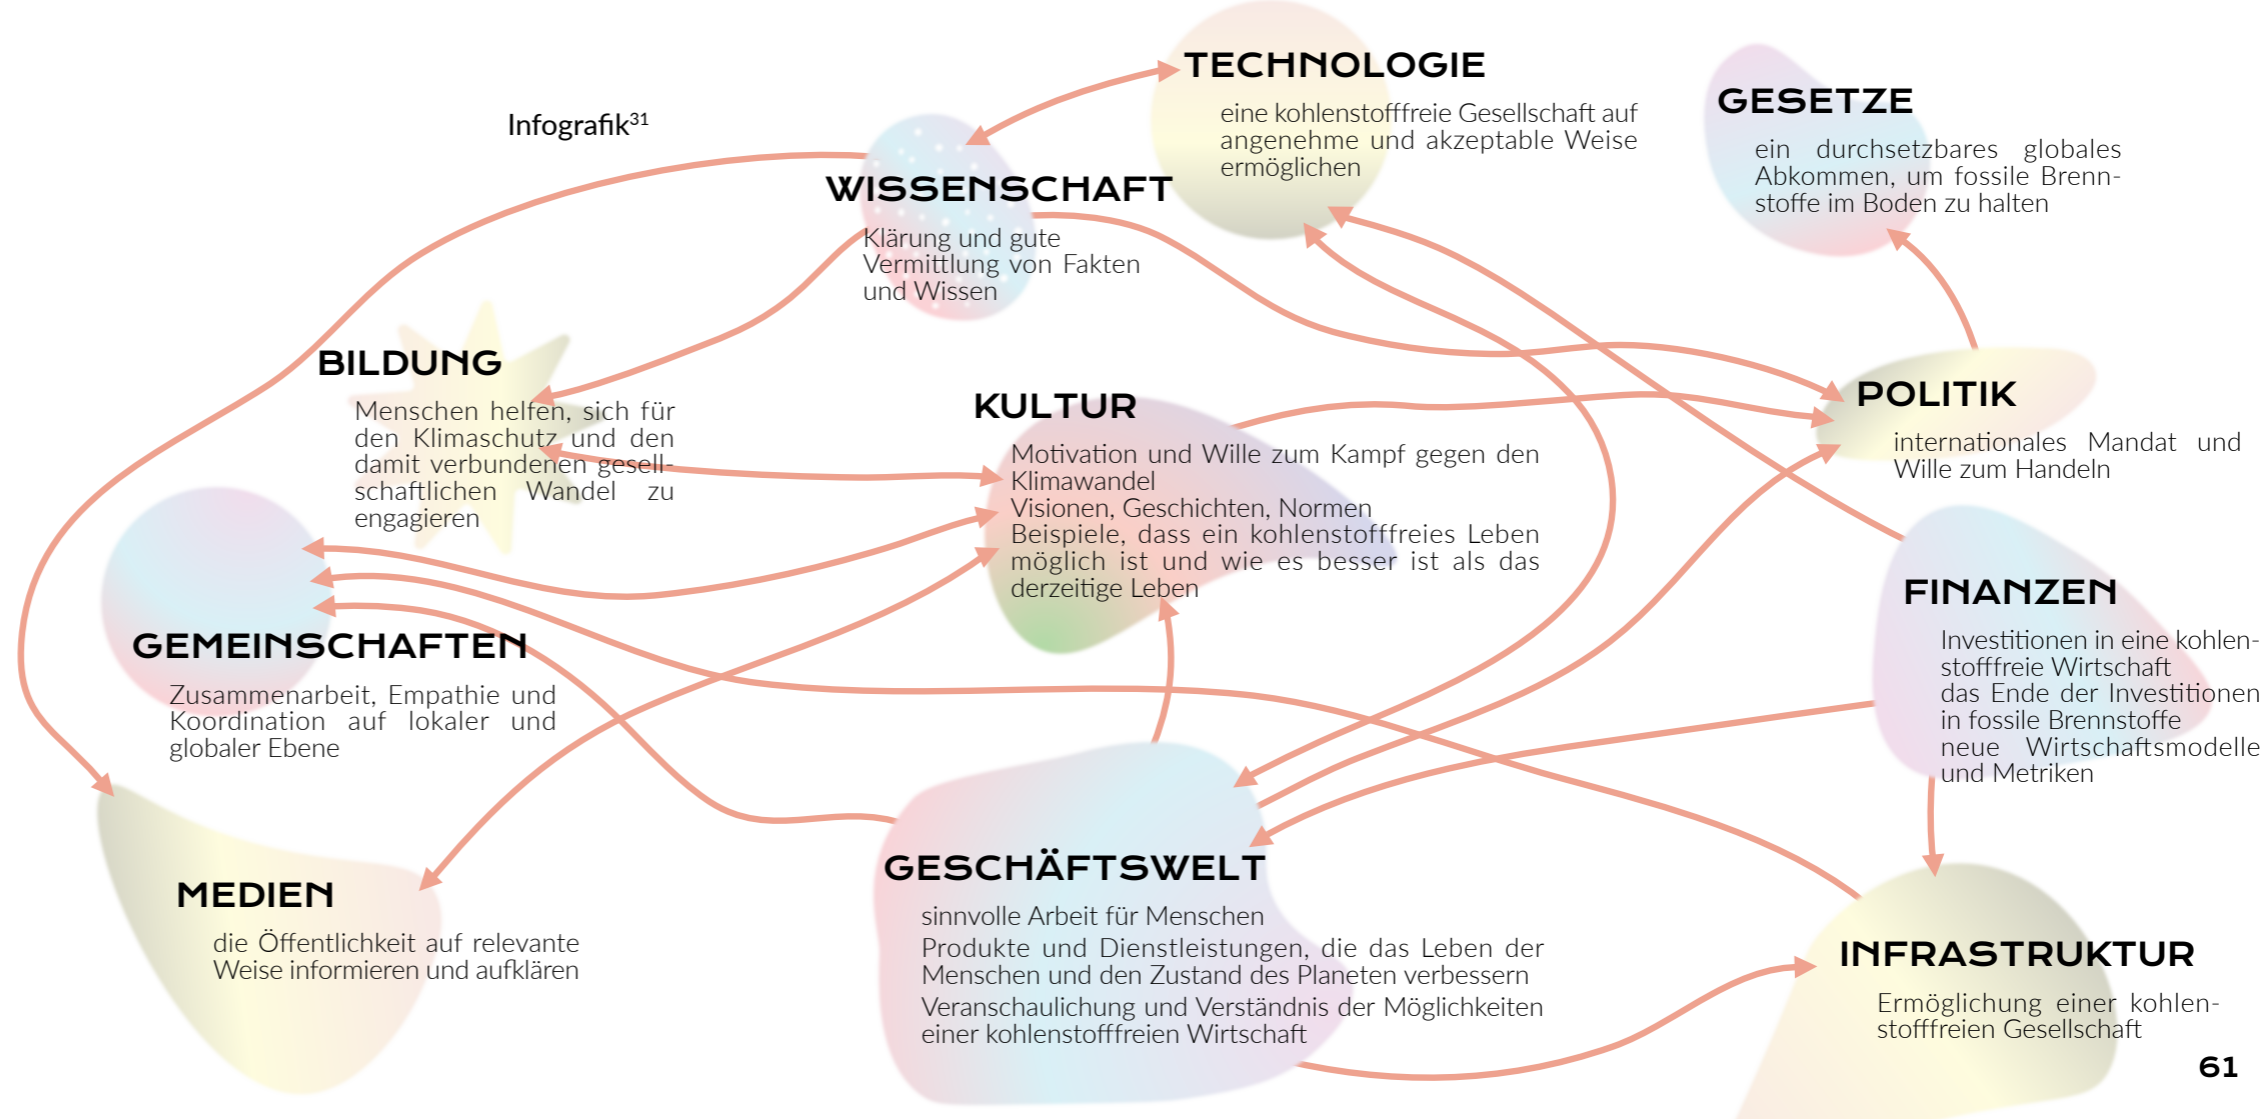 Infografik³¹
TECHNOLOGIE
eine kohlenstofffreie Gesellschaft auf
angenehme und akzeptable Weise
ermöglichen
GESETZE
ein durchsetzbares globales
Abkommen, um fossile Brenn-
stoffe im Boden zu halten
WISSENSCHAFT
Klärung und gute
Vermittlung von Fakten
und Wissen
BILDUNG
Menschen helfen, sich für
den Klimaschutz und den
damit verbundenen gesell-
schaftlichen Wandel zu
engagieren
KULTUR
Motivation und Wille zum Kampf gegen den
Klimawandel
Visionen, Geschichten, Normen
Beispiele, dass ein kohlenstofffreies Leben
möglich ist und wie es besser ist als das
derzeitige Leben
POLITIK
internationales Mandat und
Wille zum Handeln
FINANZEN
Investitionen in eine kohlen-
stofffreie Wirtschaft
das Ende der Investitionen
in fossile Brennstoffe
neue Wirtschaftsmodelle
und Metriken
GEMEINSCHAFTEN
Zusammenarbeit, Empathie und
Koordination auf lokaler und
globaler Ebene
MEDIEN
die Öffentlichkeit auf relevante
Weise informieren und aufklären
GESCHÄFTSWELT
sinnvolle Arbeit für Menschen
Produkte und Dienstleistungen, die das Leben der
Menschen und den Zustand des Planeten verbessern
Veranschaulichung und Verständnis der Möglichkeiten
einer kohlenstofffreien Wirtschaft
INFRASTRUKTUR
Ermöglichung einer kohlen-
stofffreien Gesellschaft
61